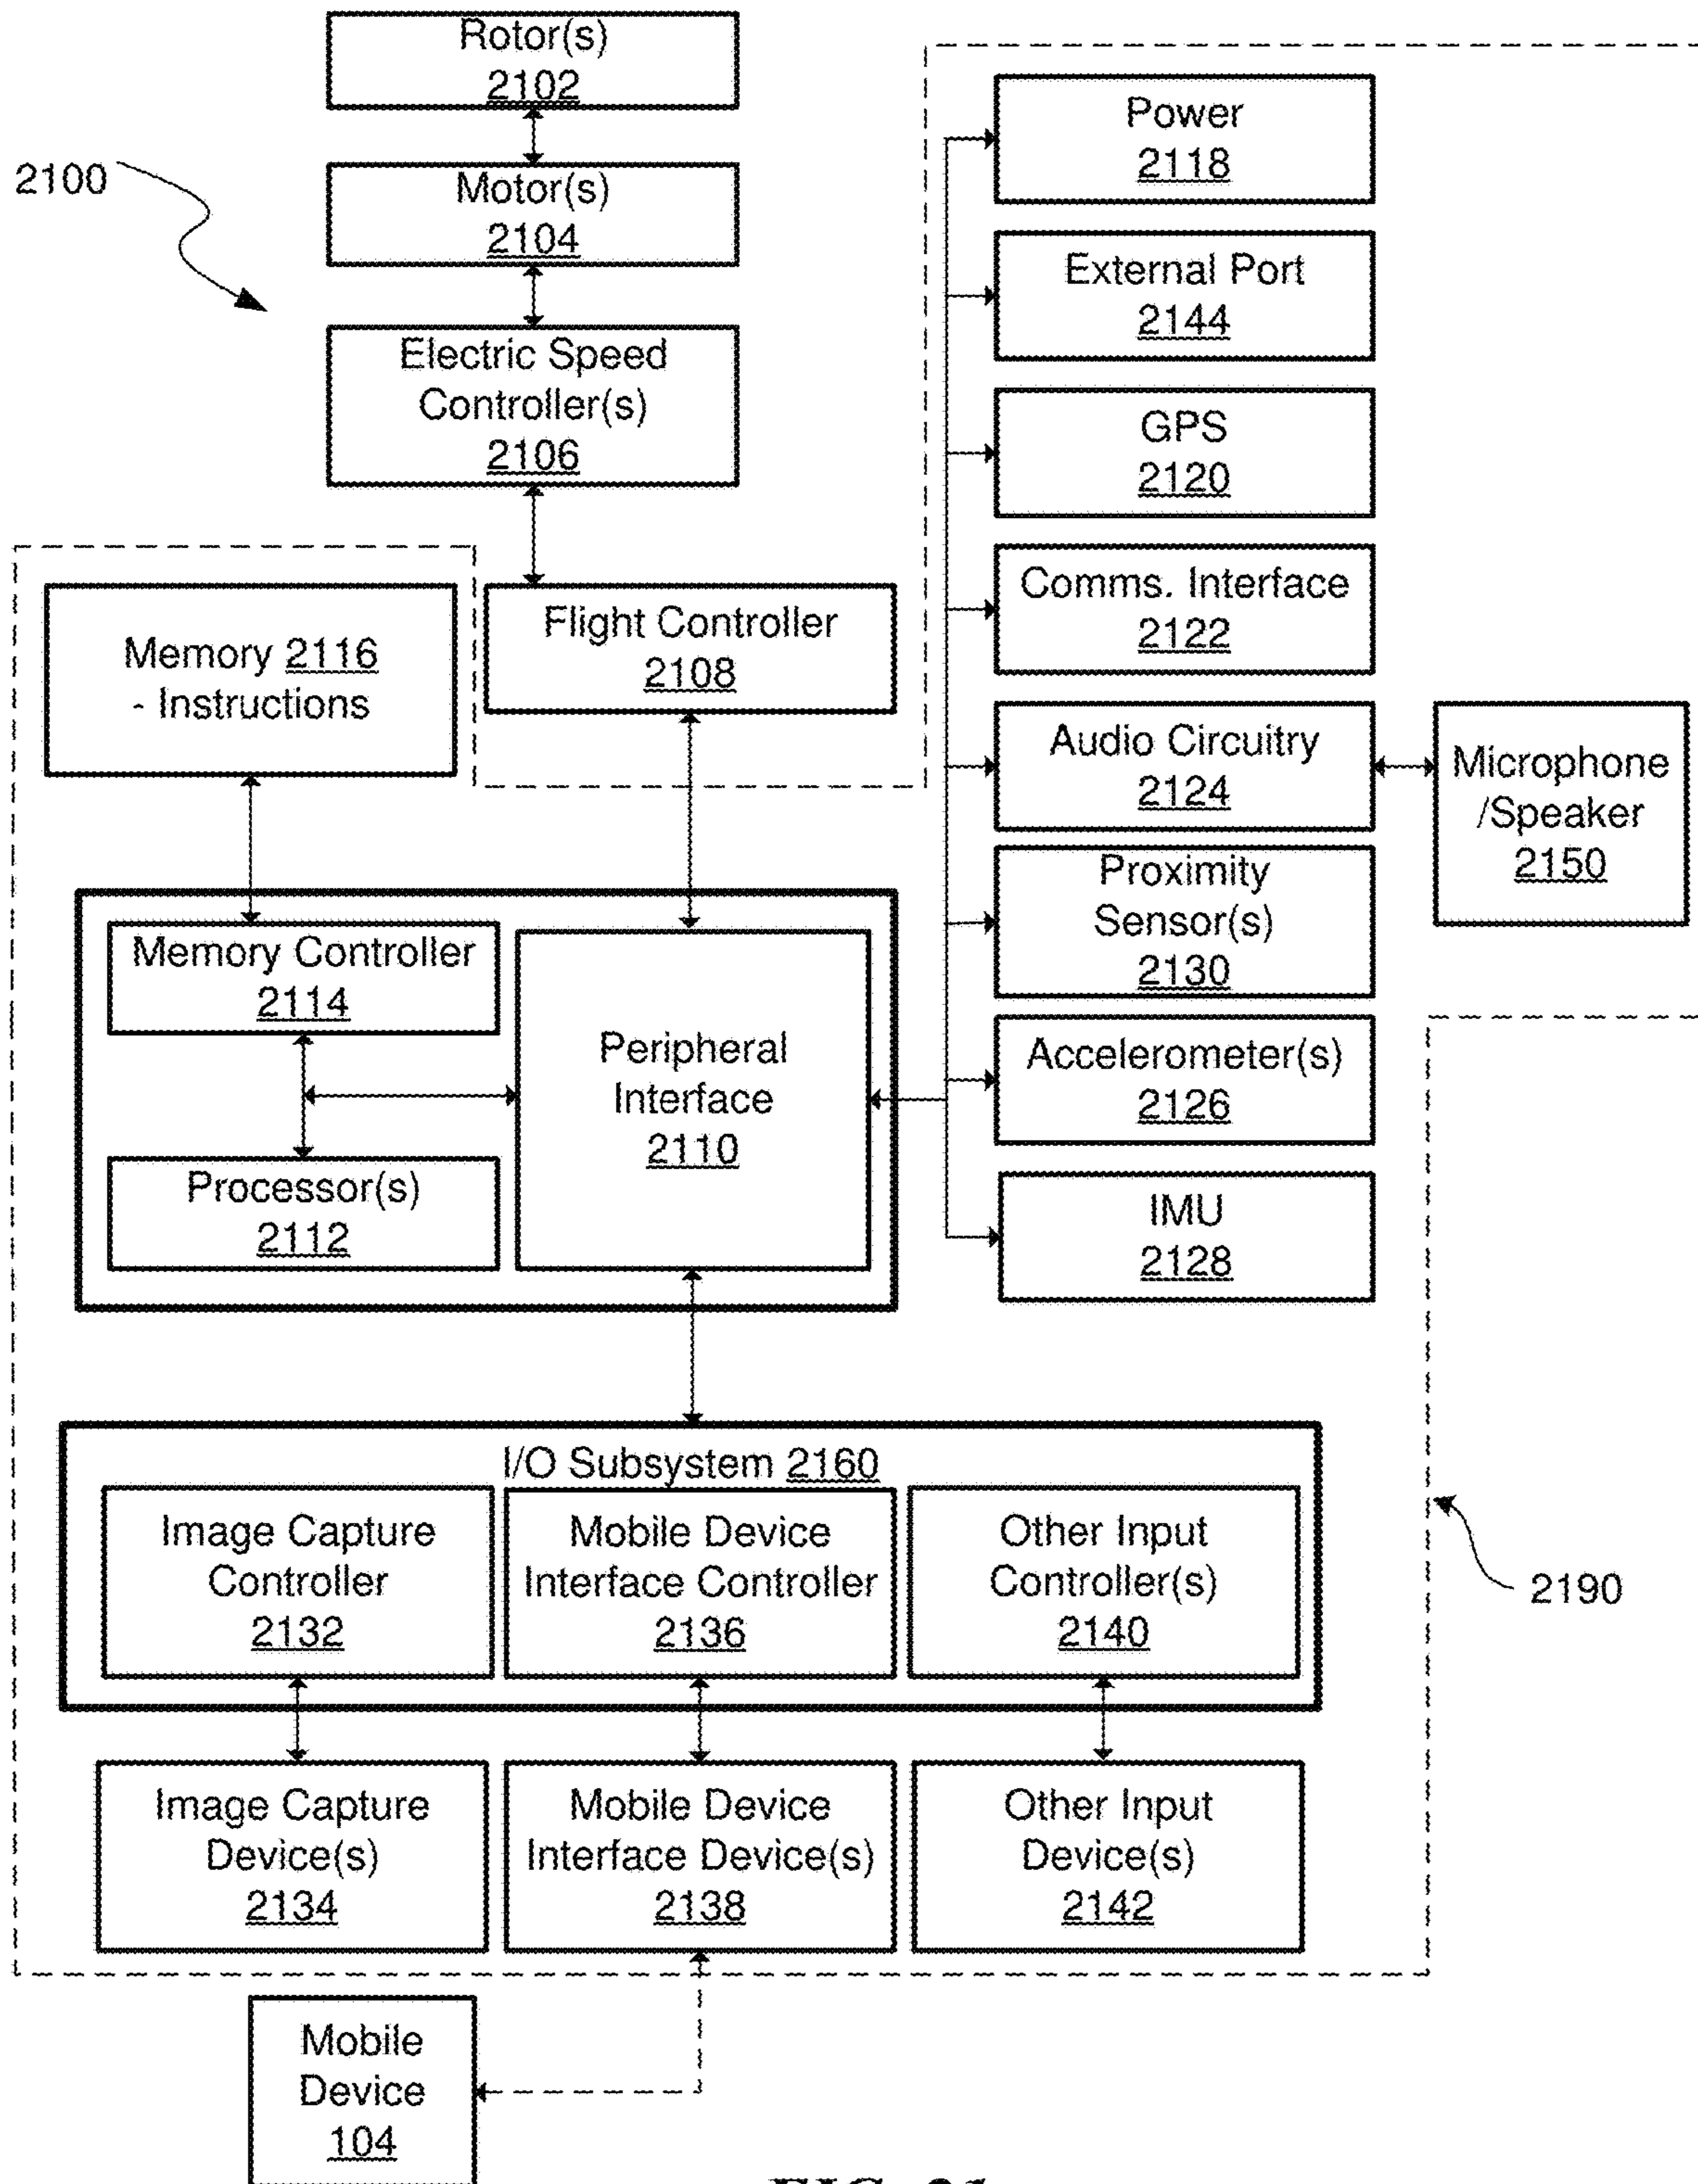 Rotor(s)
2102
2100
Motor(s)
2104
Electric Speed
Controller(s)
2106
Flight Controller
2108
Memory 2116
- Instructions
Memory Controller
2114
Processor(s)
2112
Peripheral
Interface
2110
Power
2118
External Port
2144
GPS
2120
Comms. Interface
2122
Audio Circuitry
2124
Microphone
/Speaker
2150
Proximity
Sensor(s)
2130
Accelerometer(s)
2126
IMU
2128
I/O Subsystem 2160
Image Capture
Controller
2132
Mobile Device
Interface Controller
2136
Other Input
Controller(s)
2140
2190
Image Capture
Device(s)
2134
Mobile Device
Interface Device(s)
2138
Other Input
Device(s)
2142
Mobile
Device
104